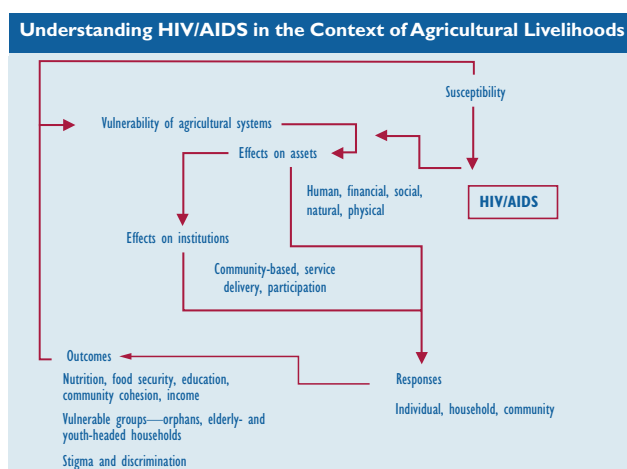 Understanding HIV/AIDS in the Context of Agricultural Livelihoods
Susceptibility
Vulnerability of agricultural systems
Effects on assets
Human, financial, social,
natural, physical
HIV/AIDS
Effects on institutions
Community-based, service
delivery, participation
Outcomes
Nutrition, food security, education,
community cohesion, income
Vulnerable groups—orphans, elderly- and
youth-headed households
Stigma and discrimination
Responses
Individual, household, community